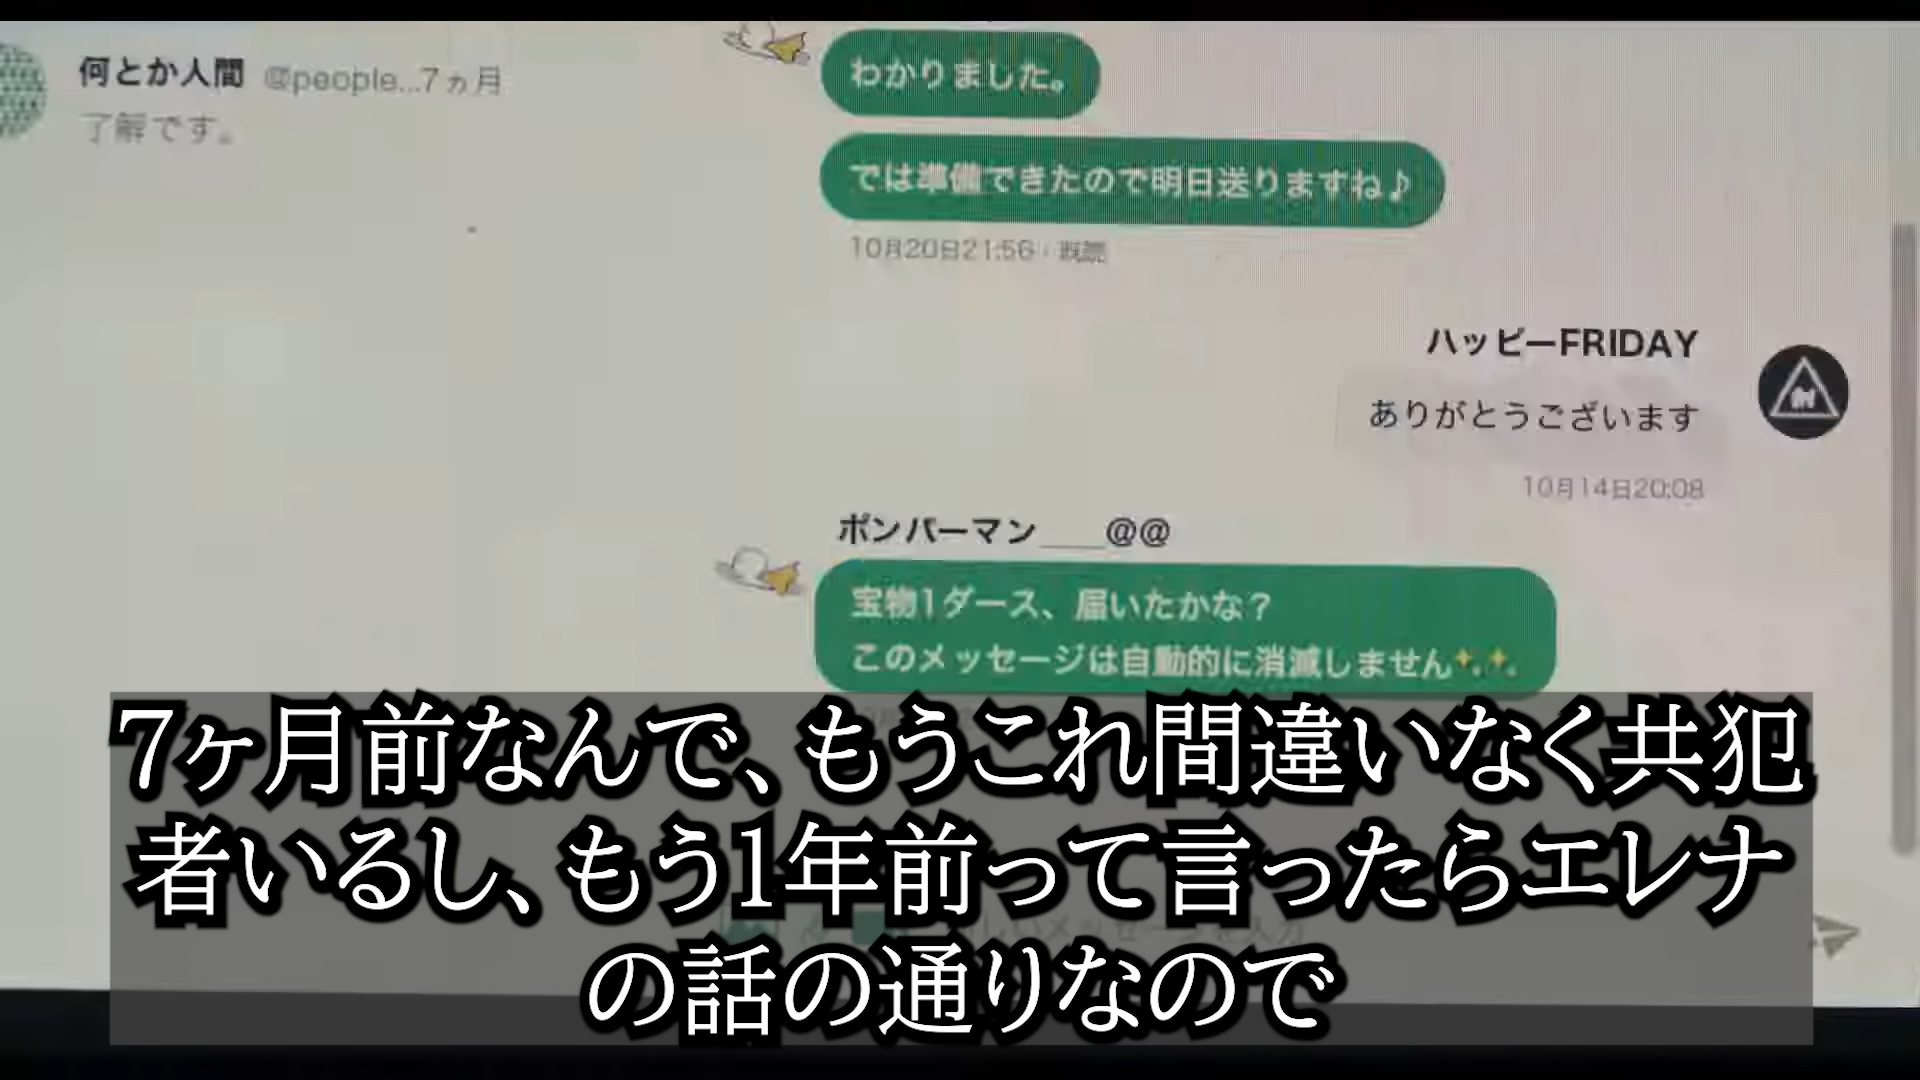 何とか人間 @people...7ヵ月
了解です。
わかりました。
では準備できたので明日送りますね♪
10月20日21:56・既読
ハッピーFRIDAY
ありがとうございます
10月14日20:08
ボンバーマン___@@
宝物1ダース、届いたかな？
このメッセージは自動的に消滅しません✨
7ヶ月前なんで、もうこれ間違いなく共犯
者いるし、もう1年前って言ったらエレナ
の話の通りなので